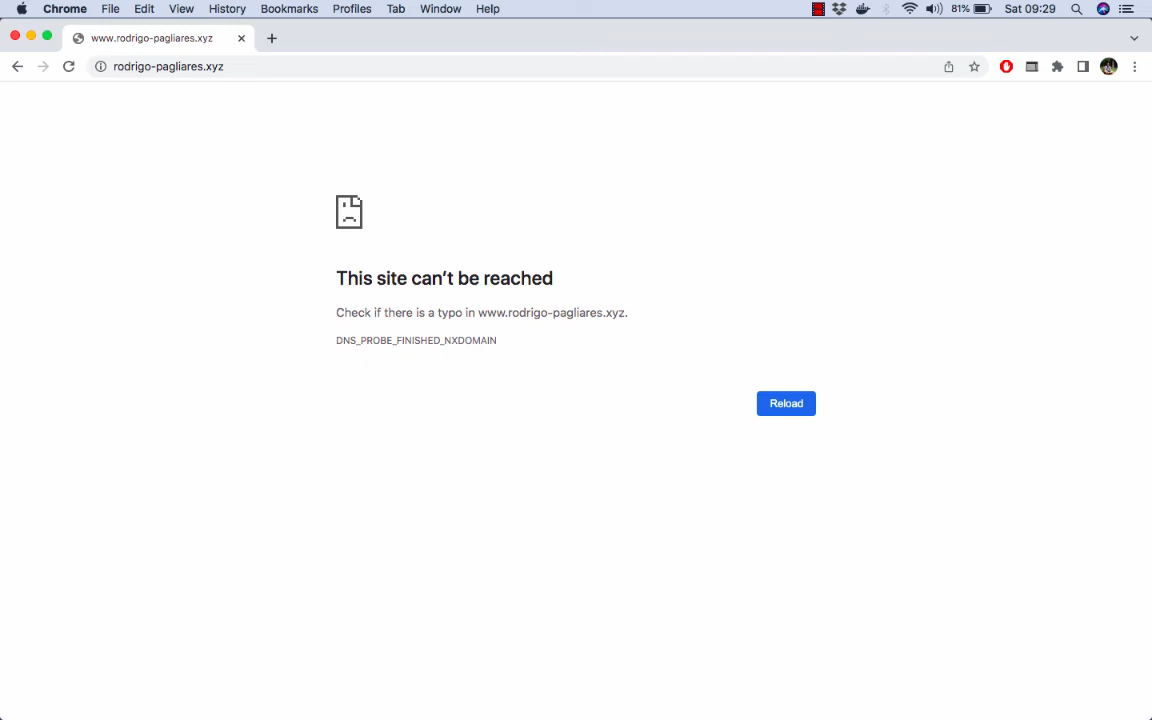 Chrome File Edit View History Bookmarks Profiles Tab Window Help 81% Sat 09:29
www.rodrigo-pagliares.xyz
rodrigo-pagliares.xyz
This site can't be reached
Check if there is a typo in www.rodrigo-pagliares.xyz.
DNS_PROBE_FINISHED_NXDOMAIN
Reload